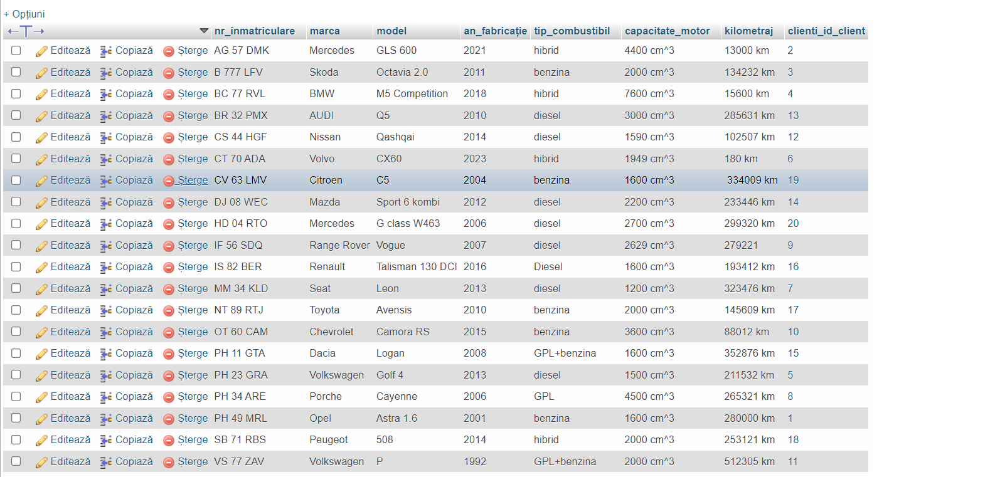 + Opțiuni
nr_înmatriculare marca model an_fabricație tip_combustibil capacitate_motor kilometraj clienti_id_client
Editează Copiază Șterge AG 57 DMK Mercedes GLS 600 2021 hibrid 4400 cm^3 13000 km 2
Editează Copiază Șterge B 777 LFV Skoda Octavia 2.0 2011 benzina 2000 cm^3 134232 km 3
Editează Copiază Șterge BC 77 RVL BMW M5 Competition 2018 hibrid 7600 cm^3 15600 km 4
Editează Copiază Șterge BR 32 PMX AUDI Q5 2010 diesel 3000 cm^3 285631 km 13
Editează Copiază Șterge CS 44 HGF Nissan Qashqai 2014 diesel 1590 cm^3 102507 km 12
Editează Copiază Șterge CT 70 ADA Volvo CX60 2023 hibrid 1949 cm^3 180 km 6
Editează Copiază Șterge CV 63 LMV Citroen C5 2004 benzina 1600 cm^3 334009 km 19
Editează Copiază Șterge DJ 08 WEC Mazda Sport 6 kombi 2012 diesel 2200 cm^3 233446 km 14
Editează Copiază Șterge HD 04 RTO Mercedes G class W463 2006 diesel 2700 cm^3 299320 km 20
Editează Copiază Șterge IF 56 SDQ Range Rover Vogue 2007 diesel 2629 cm^3 279221 9
Editează Copiază Șterge IS 82 BER Renault Talisman 130 DCI 2016 Diesel 1600 cm^3 193412 km 16
Editează Copiază Șterge MM 34 KLD Seat Leon 2013 diesel 1200 cm^3 323476 km 7
Editează Copiază Șterge NT 89 RTJ Toyota Avensis 2010 benzina 2000 cm^3 145609 km 17
Editează Copiază Șterge OT 60 CAM Chevrolet Camora RS 2015 benzina 3600 cm^3 88012 km 10
Editează Copiază Șterge PH 11 GTA Dacia Logan 2008 GPL+benzina 1600 cm^3 352876 km 15
Editează Copiază Șterge PH 23 GRA Volkswagen Golf 4 2013 diesel 1500 cm^3 211532 km 5
Editează Copiază Șterge PH 34 ARE Porche Cayenne 2006 GPL 4500 cm^3 265321 km 8
Editează Copiază Șterge PH 49 MRL Opel Astra 1.6 2001 benzina 1600 cm^3 280000 km 1
Editează Copiază Șterge SB 71 RBS Peugeot 508 2014 hibrid 2000 cm^3 253121 km 18
Editează Copiază Șterge VS 77 ZAV Volkswagen P 1992 GPL+benzina 2000 cm^3 512305 km 11